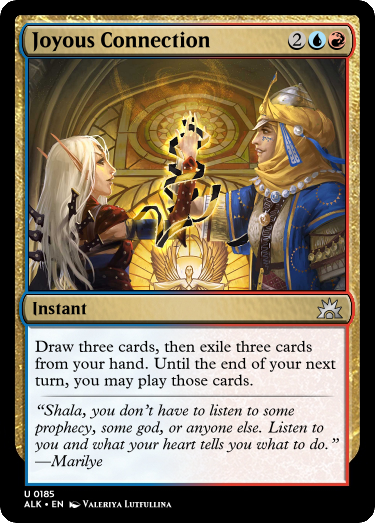 Joyous Connection 2
Instant
Draw three cards, then exile three cards
from your hand. Until the end of your next
turn, you may play those cards.
“Shala, you don’t have to listen to some
prophecy, some god, or anyone else. Listen to
you and what your heart tells you what to do.”
—Marilye
U 0185
ALK • EN Valeriya Lutfullina